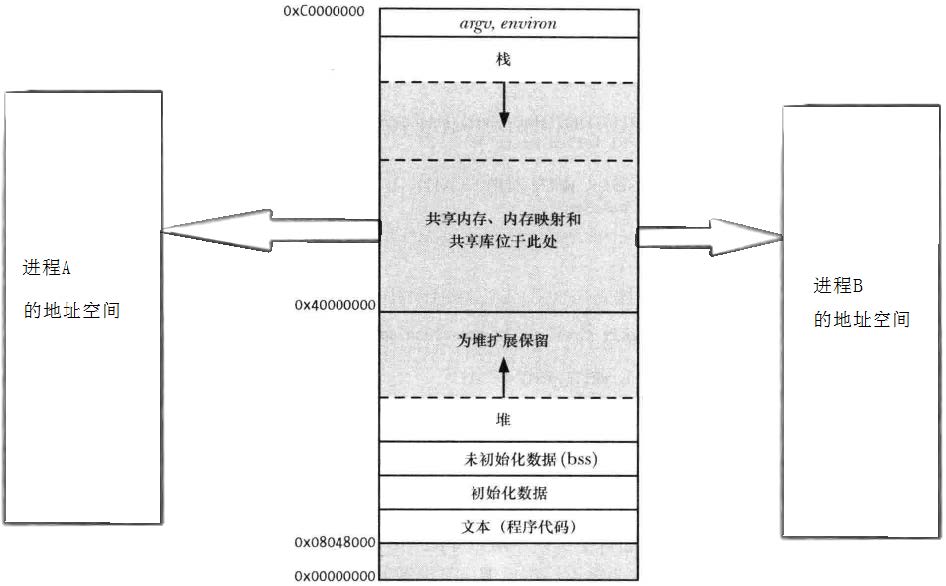 0xC0000000
argv, environ
栈
共享内存、内存映射和
共享库位于此处
进程A
的地址空间
进程B
的地址空间
0x40000000
为堆扩展保留
堆
未初始化数据(bss)
初始化数据
文本（程序代码）
0x08048000
0x00000000